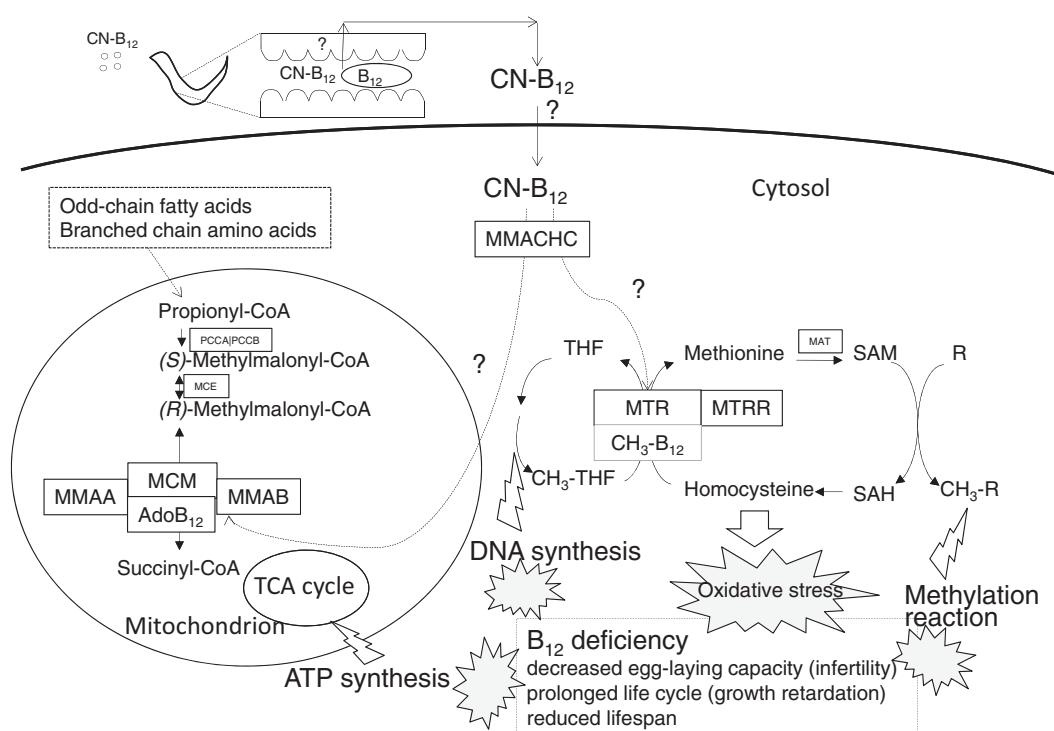 CN-B12
?
CN-B12
B12
CN-B12
?
CN-B12
Cytosol
MMACHC
Odd-chain fatty acids
Branched chain amino acids
Propionyl-CoA
PCCA|PCCB
(S)-Methylmalonyl-CoA
MCE
(R)-Methylmalonyl-CoA
MCM
MMAA
MMAB
AdoB12
Succinyl-CoA
TCA cycle
Mitochondrion
ATP synthesis
?
?
THF
Methionine
MAT
SAM
R
MTR
MTRR
CH3-B12
CH3-THF
Homocysteine
SAH
CH3-R
DNA synthesis
Oxidative stress
Methylation
reaction
B12 deficiency
decreased egg-laying capacity (infertility)
prolonged life cycle (growth retardation)
reduced lifespan